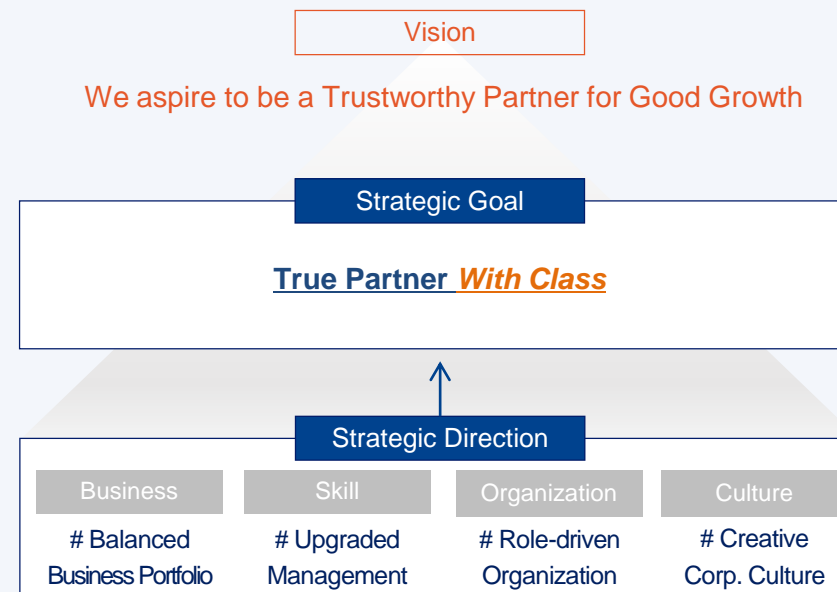 Vision
We aspire to be a Trustworthy Partner for Good Growth
Strategic Goal
True Partner With Class
Strategic Direction
Business
Skill
Organization
Culture
# Balanced
Business Portfolio
# Upgraded
Management
# Role-driven
Organization
# Creative
Corp. Culture